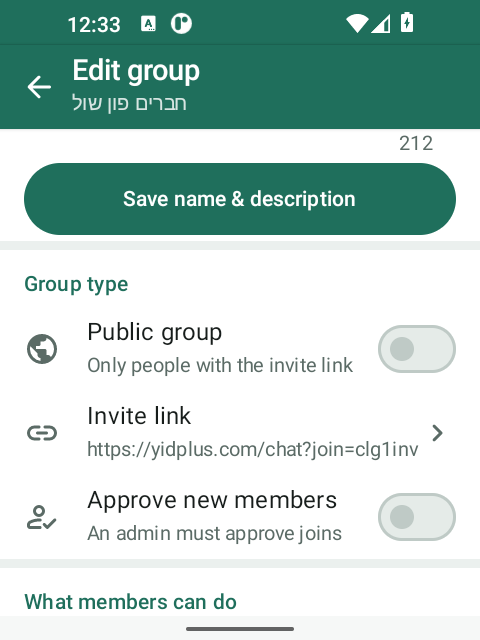 12:33
Edit group
חברים פון שול
212
Save name & description
Group type
Public group
Only people with the invite link
Invite link
https://yidplus.com/chat?join=clg1inv
Approve new members
An admin must approve joins
What members can do